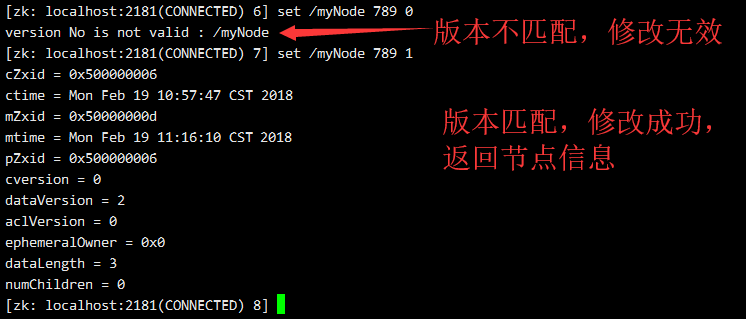 [zk: localhost:2181(CONNECTED) 6] set /myNode 789 0
version No is not valid : /myNode
版本不匹配，修改无效
[zk: localhost:2181(CONNECTED) 7] set /myNode 789 1
cZxid = 0x500000006
ctime = Mon Feb 19 10:57:47 CST 2018
mZxid = 0x50000000d
mtime = Mon Feb 19 11:16:10 CST 2018
pZxid = 0x500000006
cversion = 0
dataVersion = 2
aclVersion = 0
ephemeralOwner = 0x0
dataLength = 3
numChildren = 0
版本匹配，修改成功，
返回节点信息
[zk: localhost:2181(CONNECTED) 8]